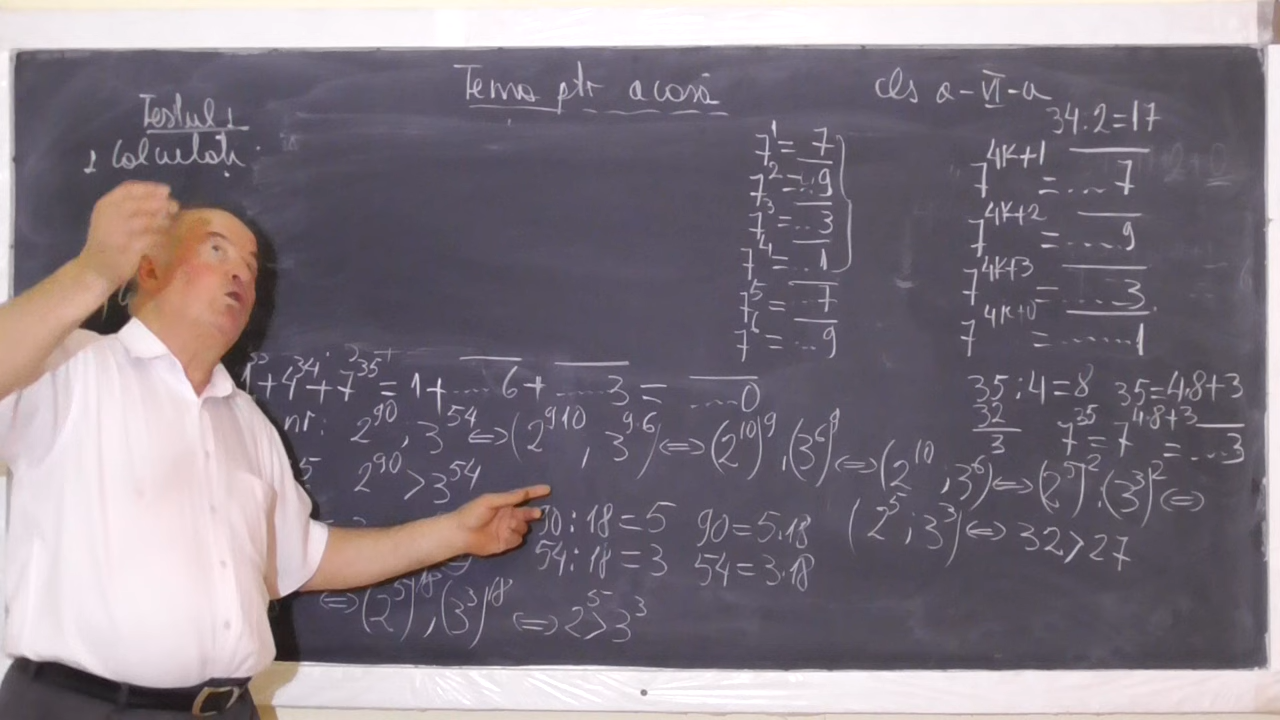 Tema ptr acasă
cls a-VI-a
Testul 1
1 Calculați:
7¹ = 7
7² = ...9
7³ = ...3
7⁴ = ...1
7⁵ = ...7
7⁶ = ...9
34:2=17
7^{4k+1} = ....7
7^{4k+2} = .....9
7^{4k+3} = .....3
7^{4k+0} = ......1
+4³⁴+7³⁵=1+.....6+....3=.....0
35:4=8 35=4.8+3
32
3
7³⁵=7^{4.8+3}=...3
nr: 2⁹⁰, 3⁵⁴ ⇔ (2^{9.10}, 3^{9.6}) ⇔ (2¹⁰)⁹, (3⁶)⁹ ⇔ (2¹⁰, 3⁶) ⇔ (2⁵)², (3³)² ⇔
2⁹⁰ > 3⁵⁴
(2⁵; 3³) ⇔ 32>27
90:18=5 90=5.18
54:18=3 54=3.18
⇔ (2⁵)¹⁸, (3³)¹⁸ ⇔ 2⁵>3³